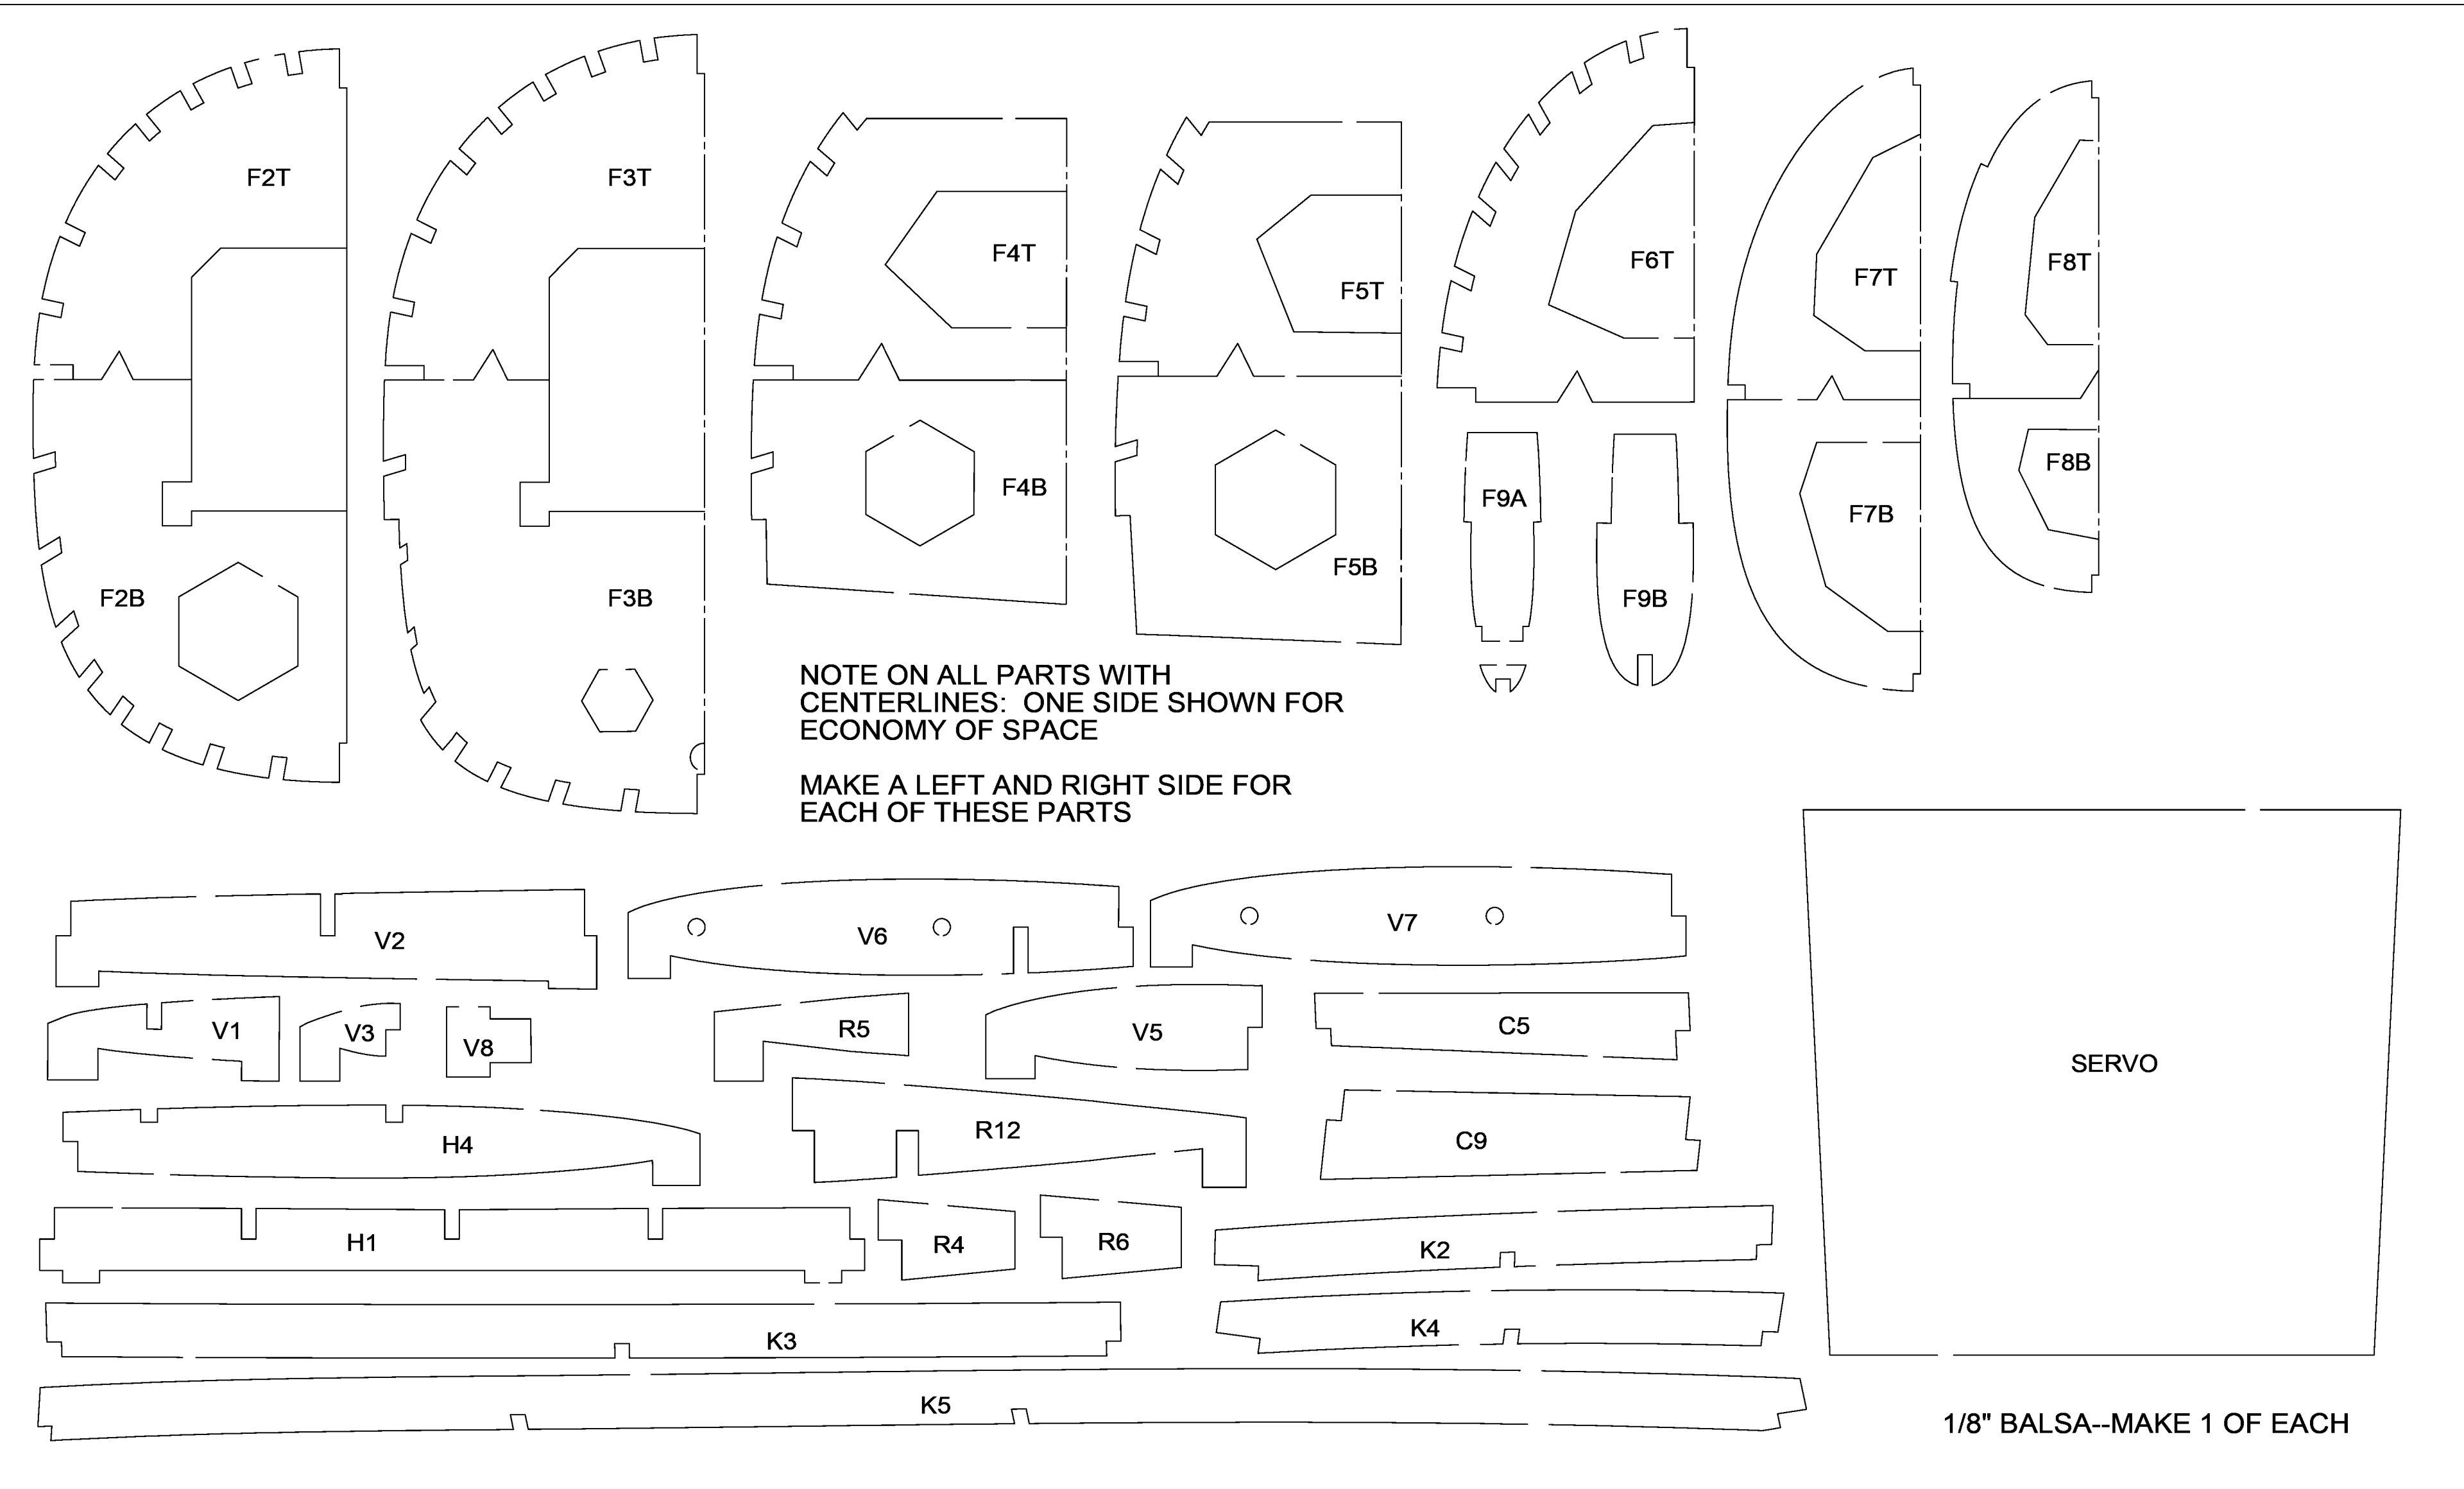 F2T
F3T
F4T
F5T
F6T
F7T
F8T
F2B
F3B
F4B
F5B
F9A
F9B
F7B
F8B
NOTE ON ALL PARTS WITH
CENTERLINES: ONE SIDE SHOWN FOR
ECONOMY OF SPACE
MAKE A LEFT AND RIGHT SIDE FOR
EACH OF THESE PARTS
V2
V6
V7
V1
V3
V8
R5
V5
C5
SERVO
H4
R12
C9
H1
R4
R6
K2
K3
K4
K5
1/8" BALSA--MAKE 1 OF EACH